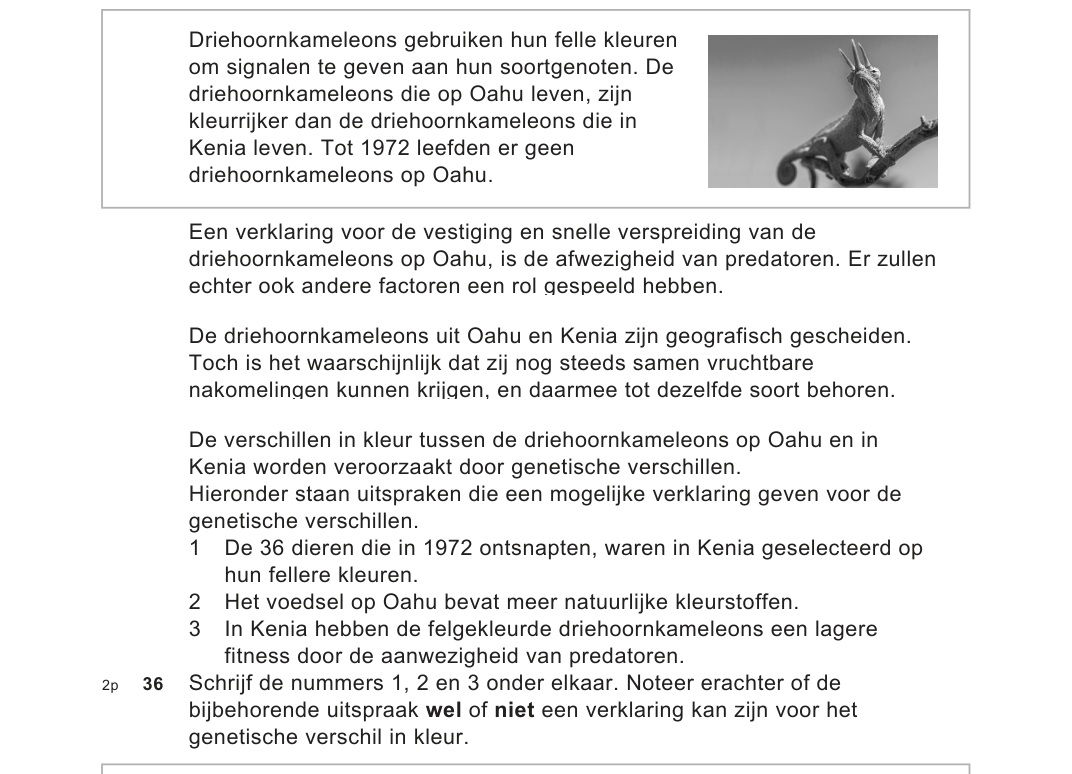 Driehoornkameleons gebruiken hun felle kleuren
om signalen te geven aan hun soortgenoten. De
driehoornkameleons die op Oahu leven, zijn
kleurrijker dan de driehoornkameleons die in
Kenia leven. Tot 1972 leefden er geen
driehoornkameleons op Oahu.
Een verklaring voor de vestiging en snelle verspreiding van de
driehoornkameleons op Oahu, is de afwezigheid van predatoren. Er zullen
echter ook andere factoren een rol gespeeld hebben.
De driehoornkameleons uit Oahu en Kenia zijn geografisch gescheiden.
Toch is het waarschijnlijk dat zij nog steeds samen vruchtbare
nakomelingen kunnen krijgen, en daarmee tot dezelfde soort behoren.
De verschillen in kleur tussen de driehoornkameleons op Oahu en in
Kenia worden veroorzaakt door genetische verschillen.
Hieronder staan uitspraken die een mogelijke verklaring geven voor de
genetische verschillen.
1 De 36 dieren die in 1972 ontsnapten, waren in Kenia geselecteerd op
hun fellere kleuren.
2 Het voedsel op Oahu bevat meer natuurlijke kleurstoffen.
3 In Kenia hebben de felgekleurde driehoornkameleons een lagere
fitness door de aanwezigheid van predatoren.
2p 36 Schrijf de nummers 1, 2 en 3 onder elkaar. Noteer erachter of de
bijbehorende uitspraak wel of niet een verklaring kan zijn voor het
genetische verschil in kleur.